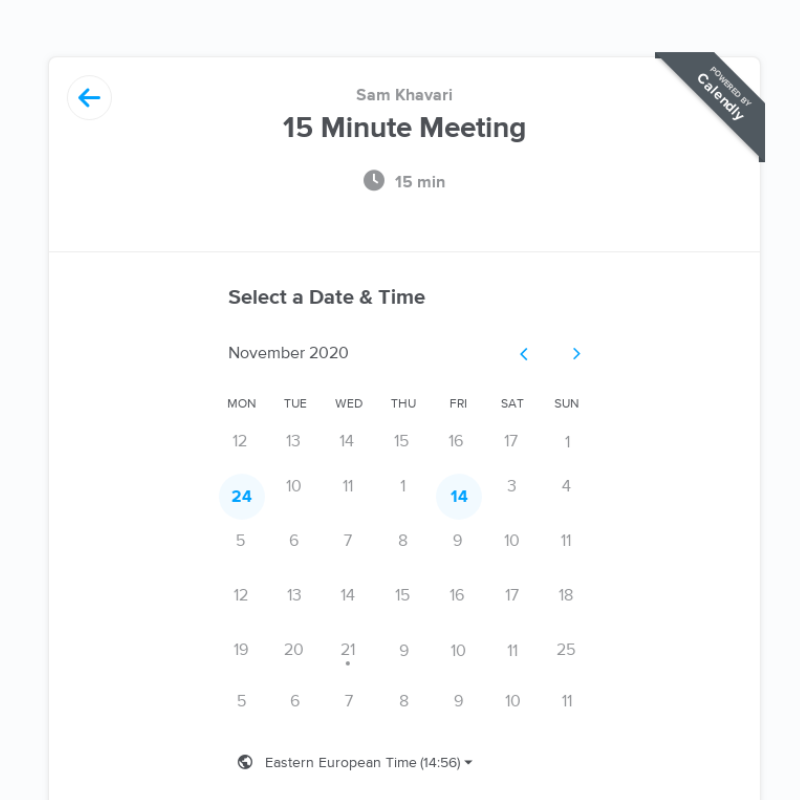 POWERED BY
Calendly
Sam Khavari
15 Minute Meeting
15 min
Select a Date & Time
November 2020
MON TUE WED THU FRI SAT SUN
12 13 14 15 16 17 1
24 10 11 1 14 3 4
5 6 7 8 9 10 11
12 13 14 15 16 17 18
19 20 21 9 10 11 25
5 6 7 8 9 10 11
Eastern European Time (14:56)